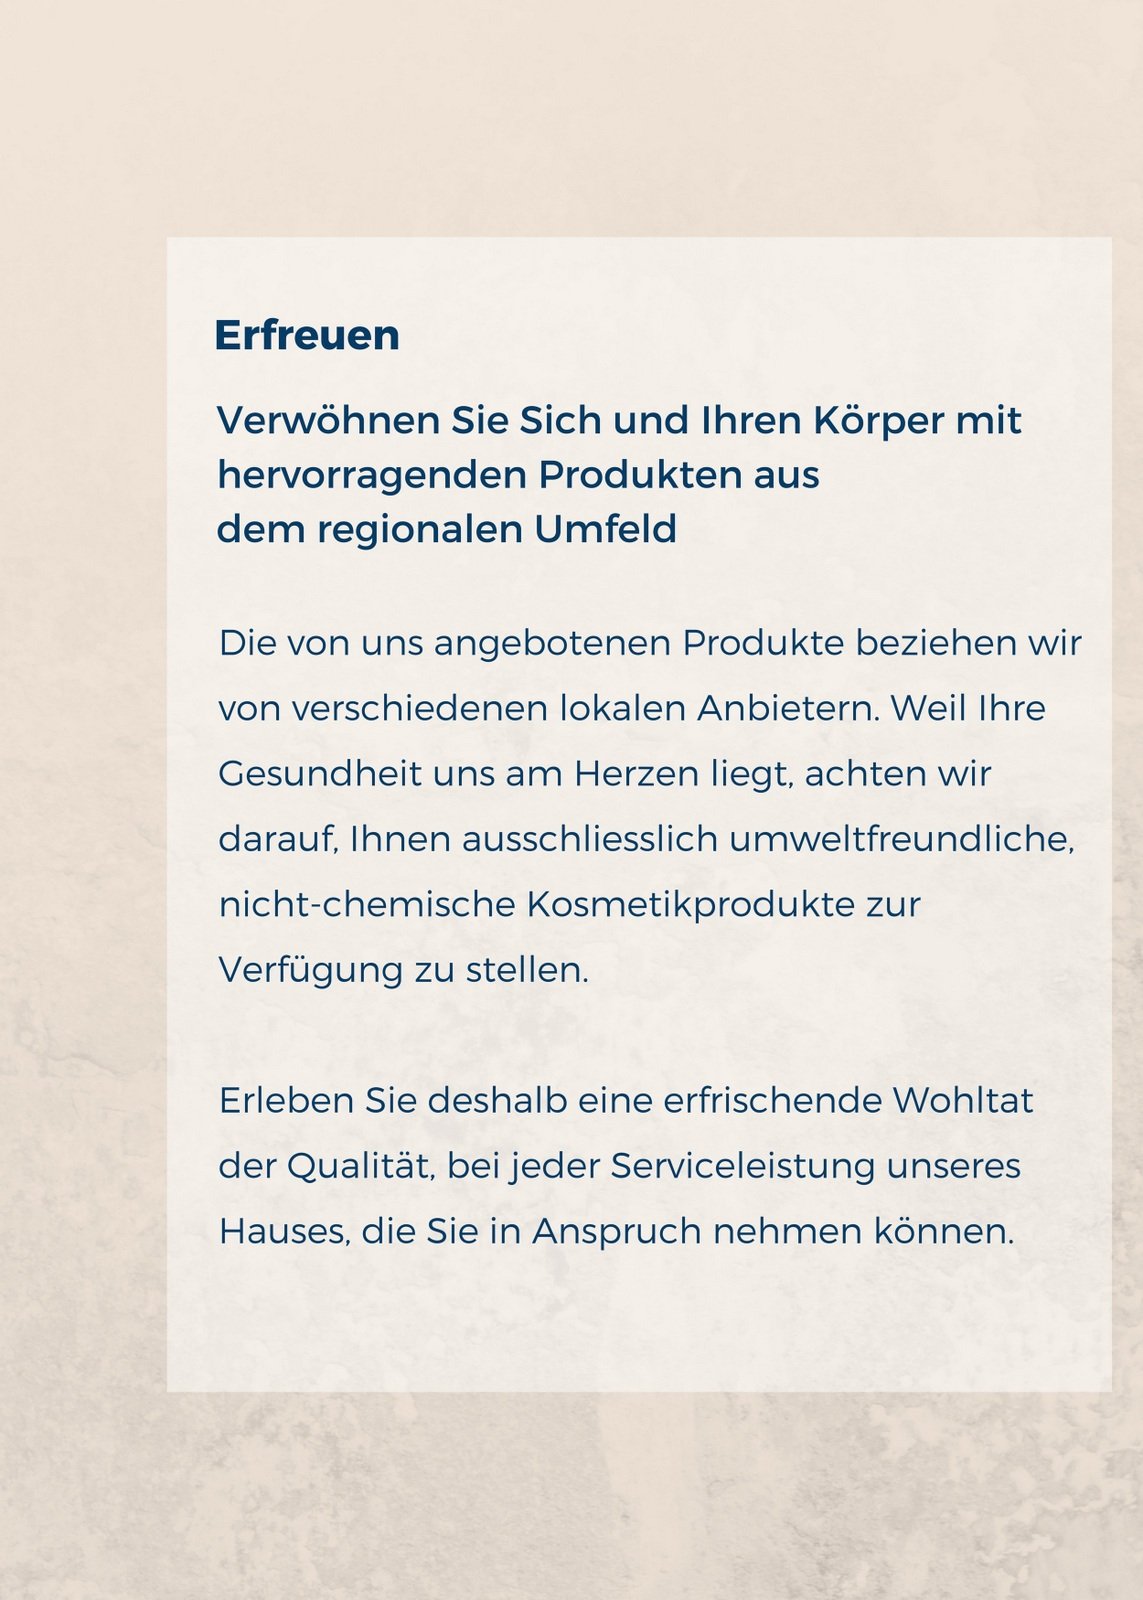 Erfreuen
Verwöhnen Sie Sich und Ihren Körper mit
hervorragenden Produkten aus
dem regionalen Umfeld
Die von uns angebotenen Produkte beziehen wir
von verschiedenen lokalen Anbietern. Weil Ihre
Gesundheit uns am Herzen liegt, achten wir
darauf, Ihnen ausschliesslich umweltfreundliche,
nicht-chemische Kosmetikprodukte zur
Verfügung zu stellen.
Erleben Sie deshalb eine erfrischende Wohltat
der Qualität, bei jeder Serviceleistung unseres
Hauses, die Sie in Anspruch nehmen können.